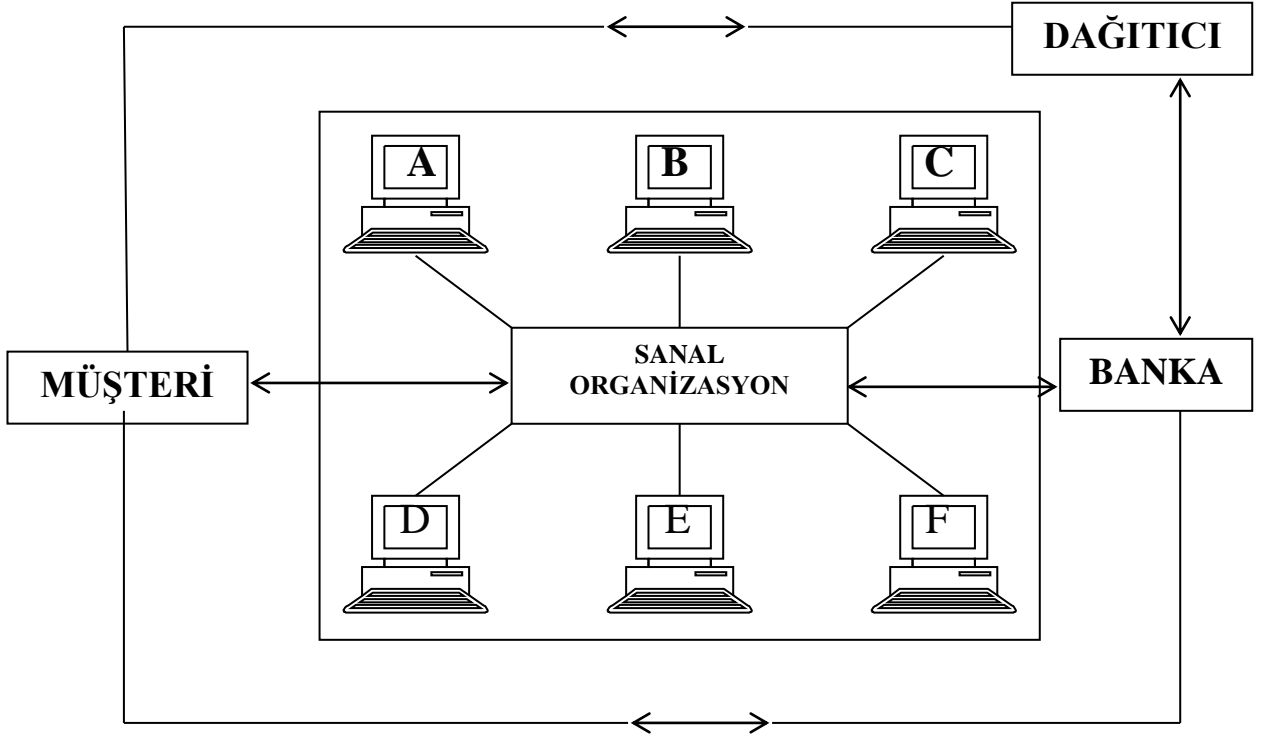 DAĞITICI
A
B
C
SANAL
ORGANİZASYON
MÜŞTERİ
BANKA
D
E
F